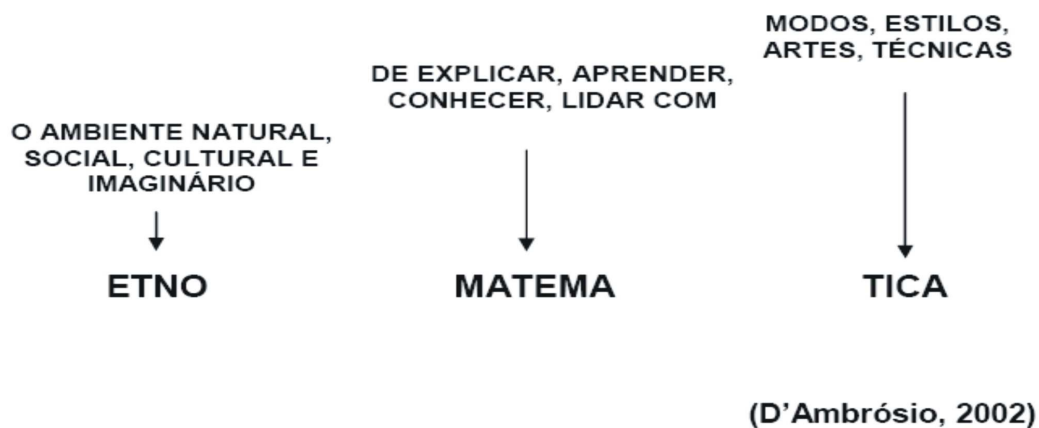 O AMBIENTE NATURAL,
SOCIAL, CULTURAL E
IMAGINÁRIO
ETNO
DE EXPLICAR, APRENDER,
CONHECER, LIDAR COM
MATEMA
MODOS, ESTILOS,
ARTES, TÉCNICAS
TICA
(D'Ambrósio, 2002)